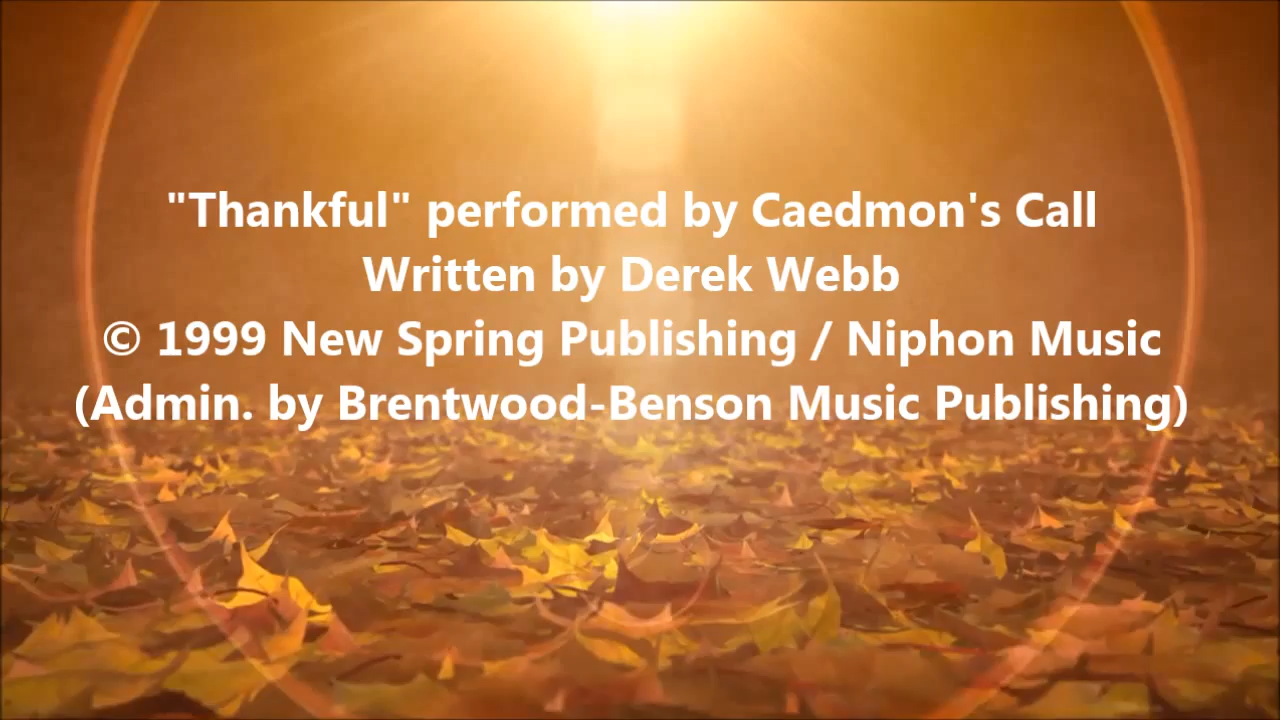 "Thankful" performed by Caedmon's Call
Written by Derek Webb
© 1999 New Spring Publishing / Niphon Music
(Admin. by Brentwood-Benson Music Publishing)